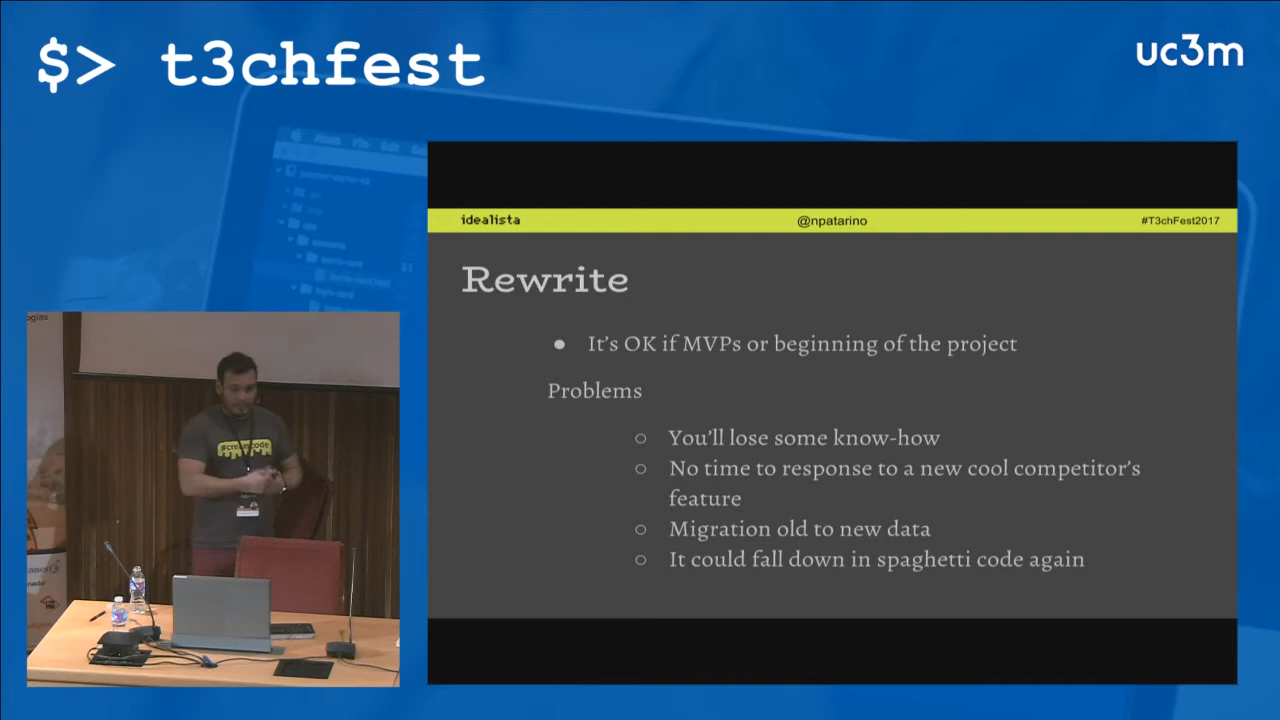 $> t3chfest
uc3m
idealista
@npatarino
#T3chFest2017
Rewrite
● It's OK if MVPs or beginning of the project
Problems
○ You'll lose some know-how
○ No time to response to a new cool competitor's
feature
○ Migration old to new data
○ It could fall down in spaghetti code again